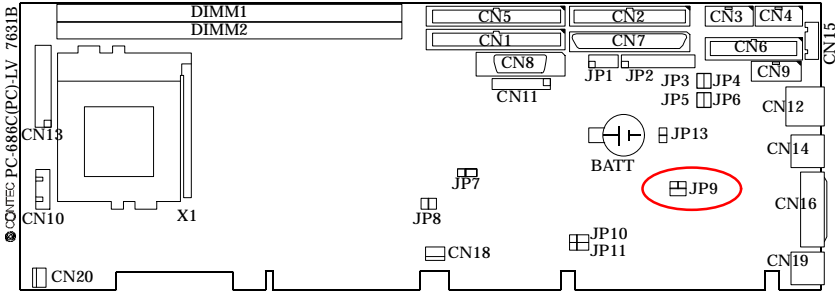 DIMM1
DIMM2
CN5
CN2
CN3
CN4
CN1
CN7
CN6
CN15
CN8
JP1
JP2
CN9
CN11
JP3
JP4
JP5
JP6
CN12
CN13
JP13
CN14
BATT
JP7
JP9
JP8
CN10
X1
CN16
JP10
JP11
CN18
CN19
CN20
CONTEC PC-686C(PC)-LV 7631B